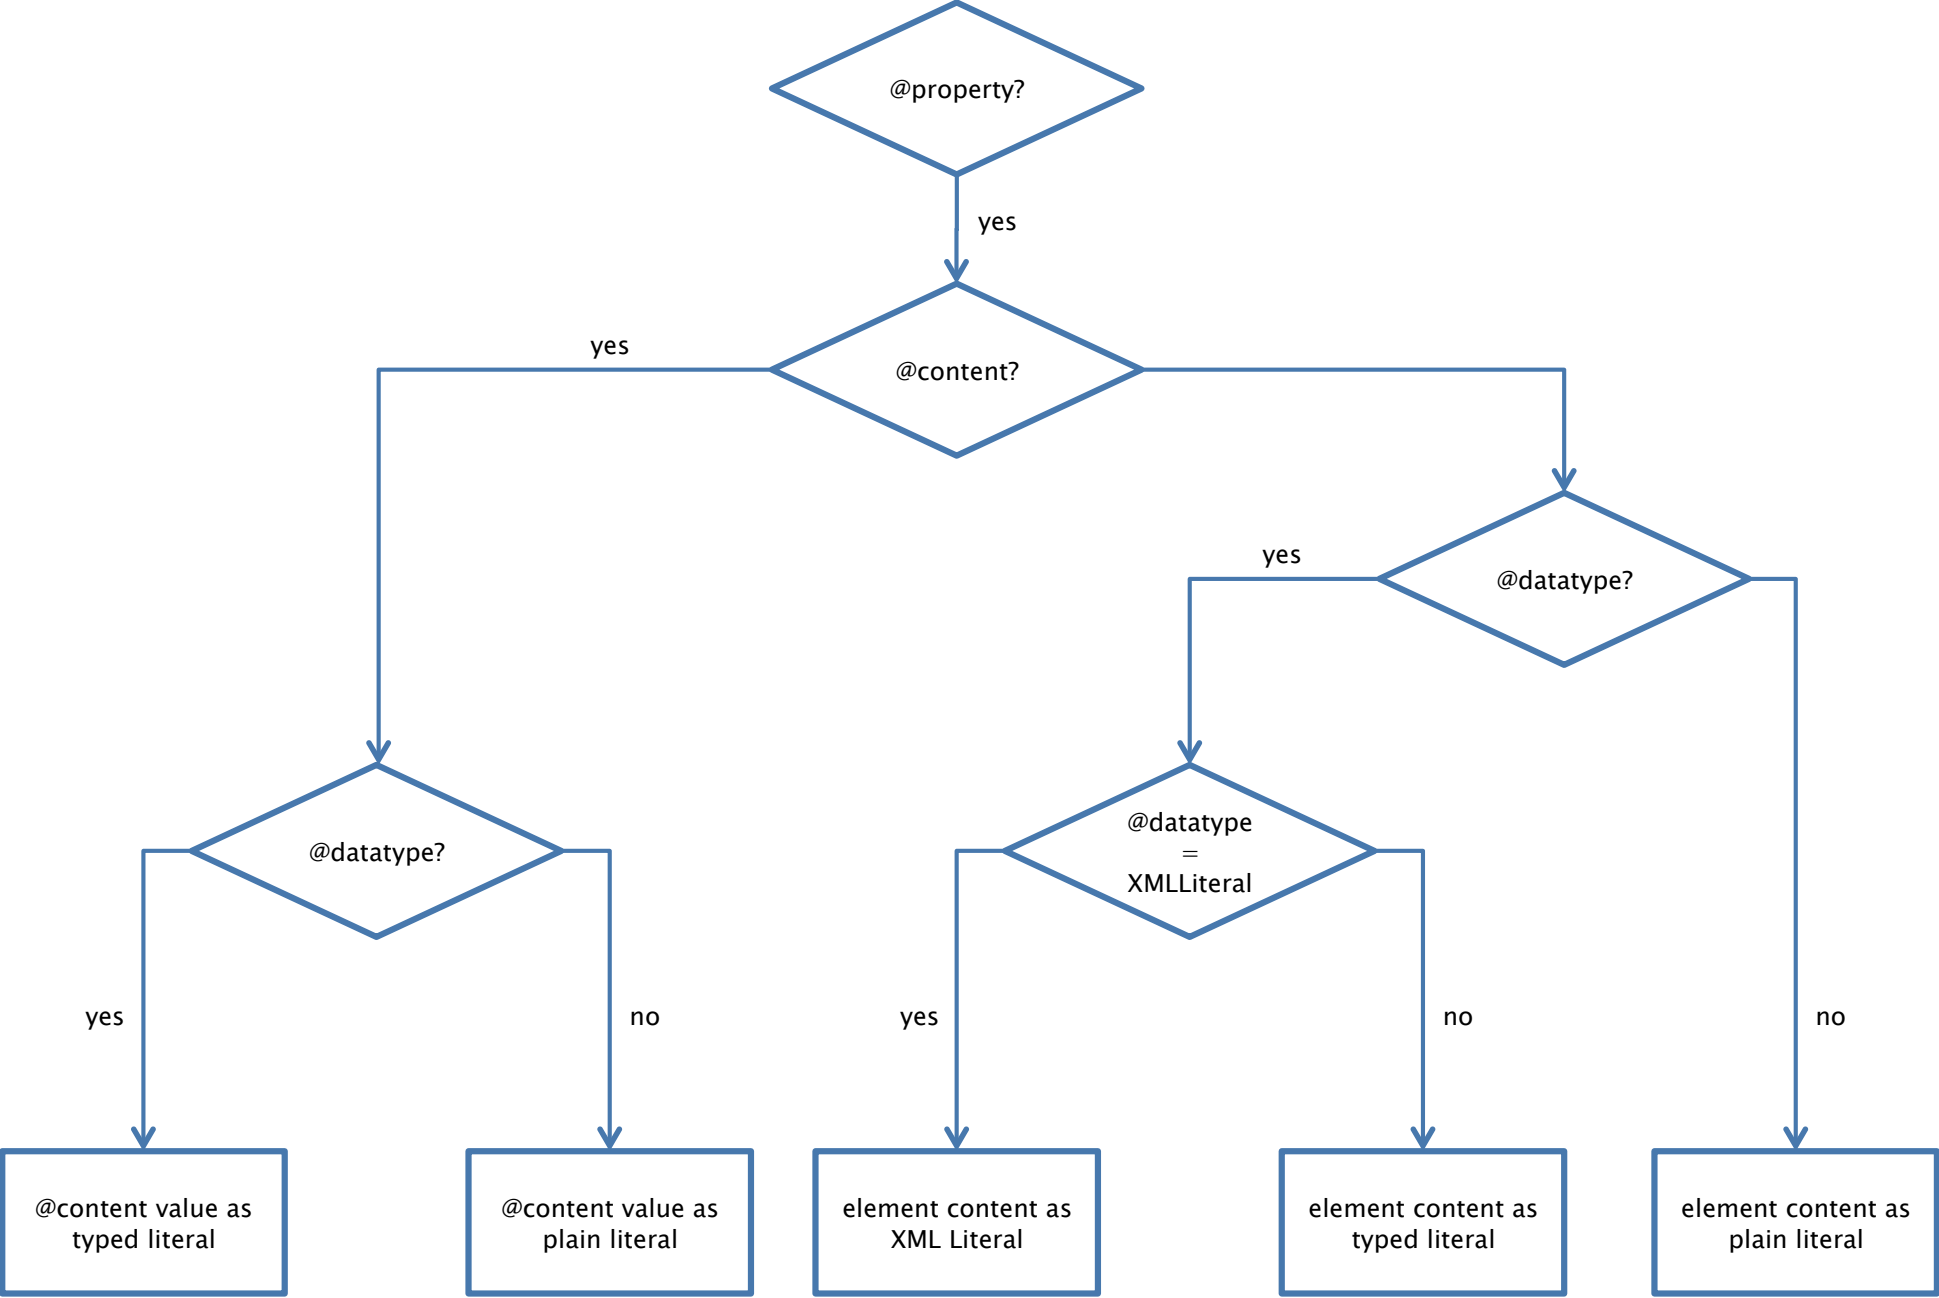 @property?
yes
yes
@content?
yes
@datatype?
@datatype?
@datatype
=
XMLLiteral
yes
no
yes
no
no
@content value as
typed literal
@content value as
plain literal
element content as
XML Literal
element content as
typed literal
element content as
plain literal